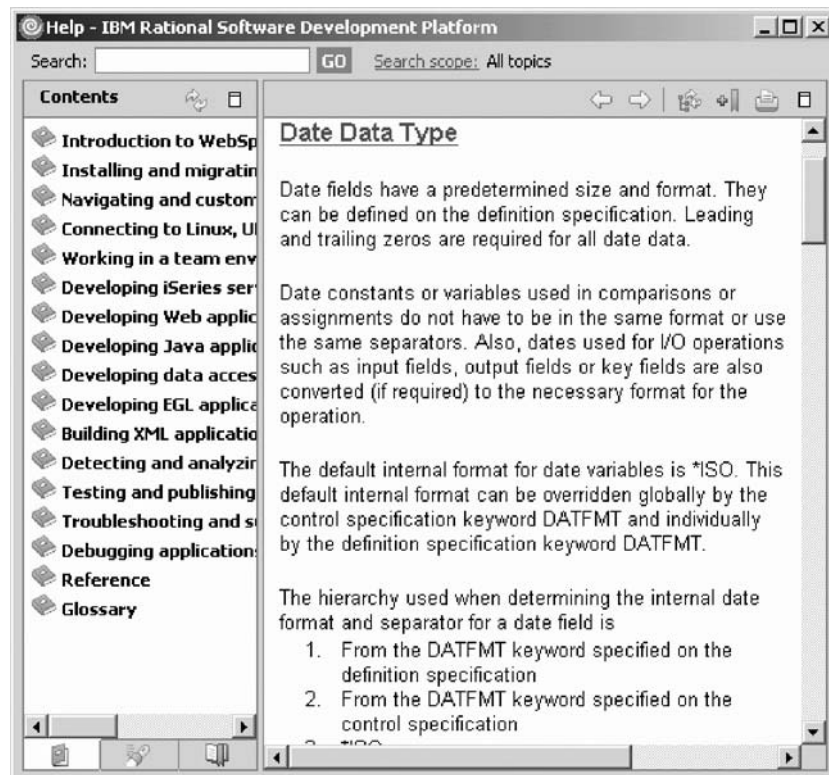 Help - IBM Rational Software Development Platform
Search:
GO
Search scope: All topics
Contents
Introduction to WebSp
Installing and migratin
Navigating and custom
Connecting to Linux, U
Working in a team env
Developing iSeries ser
Developing Web applic
Developing Java applic
Developing data acces
Developing EGL applica
Building XML applicatio
Detecting and analyzin
Testing and publishing
Troubleshooting and s
Debugging application
Reference
Glossary
Date Data Type
Date fields have a predetermined size and format. They
can be defined on the definition specification. Leading
and trailing zeros are required for all date data.
Date constants or variables used in comparisons or
assignments do not have to be in the same format or use
the same separators. Also, dates used for I/O operations
such as input fields, output fields or key fields are also
converted (if required) to the necessary format for the
operation.
The default internal format for date variables is *ISO. This
default internal format can be overridden globally by the
control specification keyword DATFMT and individually
by the definition specification keyword DATFMT.
The hierarchy used when determining the internal date
format and separator for a date field is
1. From the DATFMT keyword specified on the
definition specification
2. From the DATFMT keyword specified on the
control specification
3. *ISO